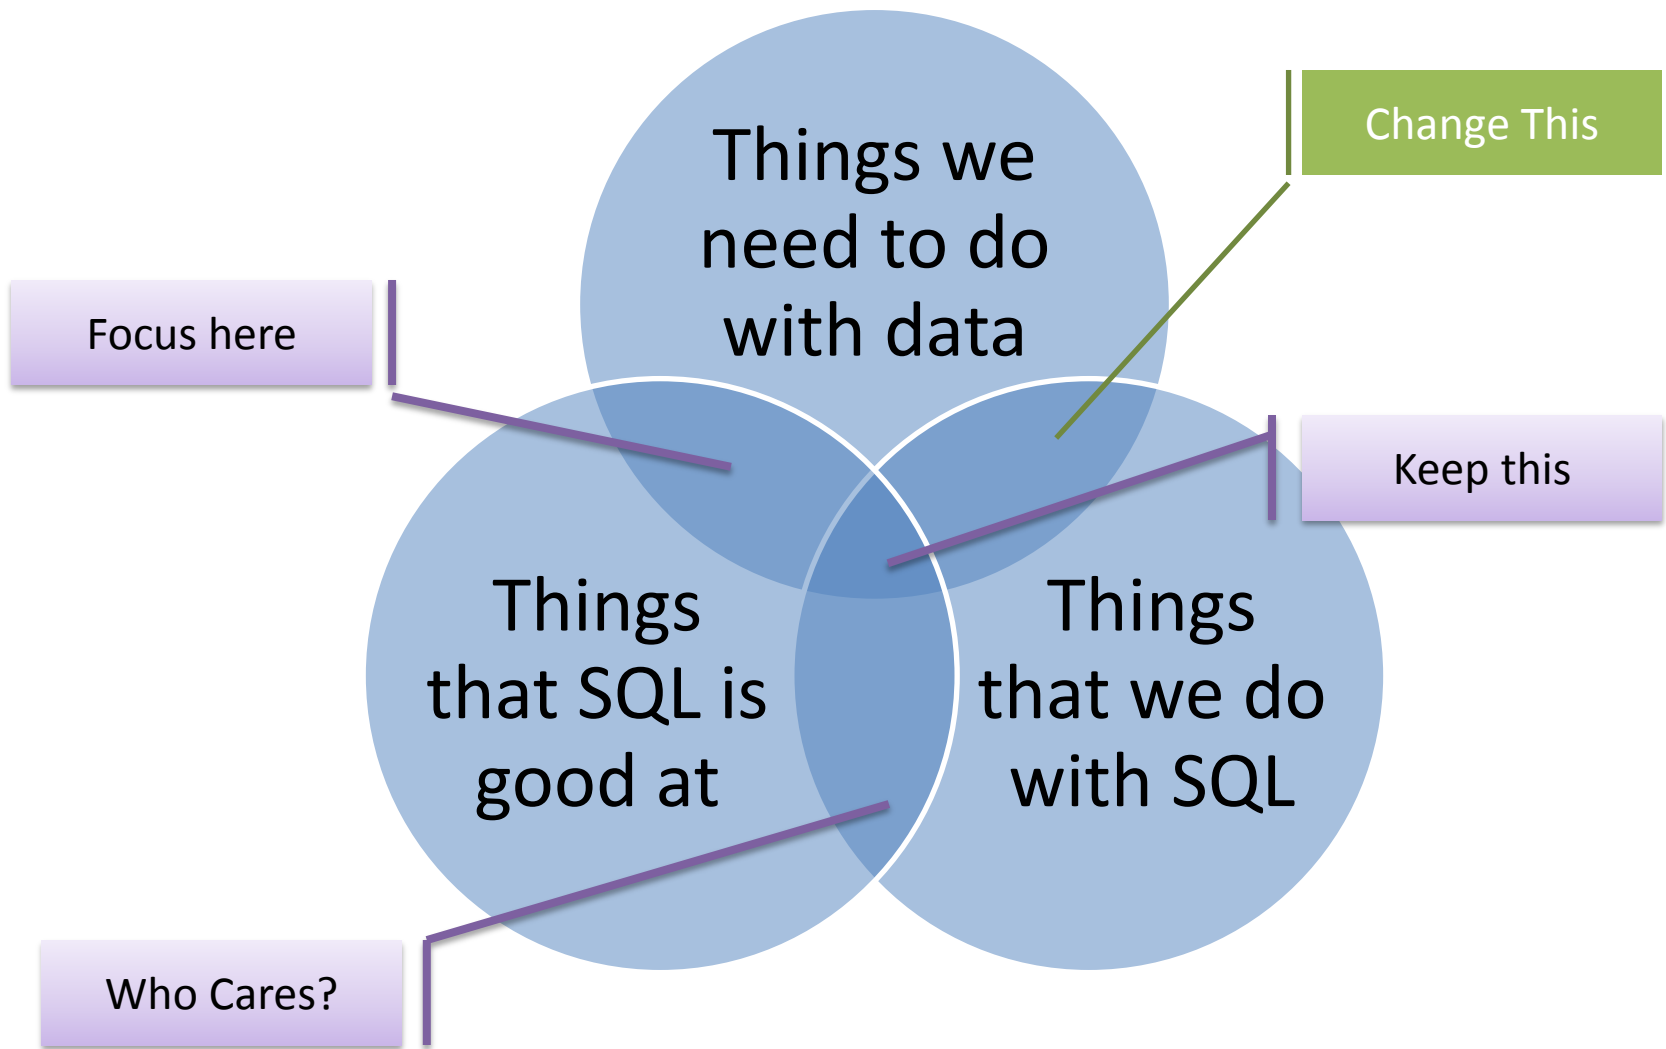 Things we
need to do
with data
Change This
Focus here
Keep this
Things
that SQL is
good at
Things
that we do
with SQL
Who Cares?